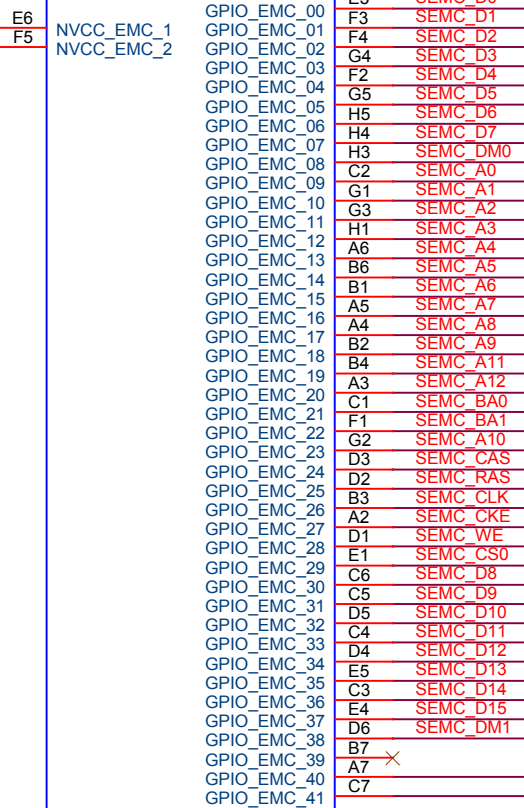 E6 NVCC_EMC_1
F5 NVCC_EMC_2
GPIO_EMC_00 E3 SEMC_D0
GPIO_EMC_01 F3 SEMC_D1
GPIO_EMC_02 F4 SEMC_D2
GPIO_EMC_03 G4 SEMC_D3
GPIO_EMC_04 F2 SEMC_D4
GPIO_EMC_05 G5 SEMC_D5
GPIO_EMC_06 H5 SEMC_D6
GPIO_EMC_07 H4 SEMC_D7
GPIO_EMC_08 H3 SEMC_DM0
GPIO_EMC_09 C2 SEMC_A0
GPIO_EMC_10 G1 SEMC_A1
GPIO_EMC_11 G3 SEMC_A2
GPIO_EMC_12 H1 SEMC_A3
GPIO_EMC_13 A6 SEMC_A4
GPIO_EMC_14 B6 SEMC_A5
GPIO_EMC_15 B1 SEMC_A6
GPIO_EMC_16 A5 SEMC_A7
GPIO_EMC_17 A4 SEMC_A8
GPIO_EMC_18 B2 SEMC_A9
GPIO_EMC_19 B4 SEMC_A11
GPIO_EMC_20 A3 SEMC_A12
GPIO_EMC_21 C1 SEMC_BA0
GPIO_EMC_22 F1 SEMC_BA1
GPIO_EMC_23 G2 SEMC_A10
GPIO_EMC_24 D3 SEMC_CAS
GPIO_EMC_25 D2 SEMC_RAS
GPIO_EMC_26 B3 SEMC_CLK
GPIO_EMC_27 A2 SEMC_CKE
GPIO_EMC_28 D1 SEMC_WE
GPIO_EMC_29 E1 SEMC_CS0
GPIO_EMC_30 C6 SEMC_D8
GPIO_EMC_31 C5 SEMC_D9
GPIO_EMC_32 D5 SEMC_D10
GPIO_EMC_33 C4 SEMC_D11
GPIO_EMC_34 D4 SEMC_D12
GPIO_EMC_35 E5 SEMC_D13
GPIO_EMC_36 C3 SEMC_D14
GPIO_EMC_37 E4 SEMC_D15
GPIO_EMC_38 D6 SEMC_DM1
GPIO_EMC_39 B7
GPIO_EMC_40 A7
GPIO_EMC_41 C7